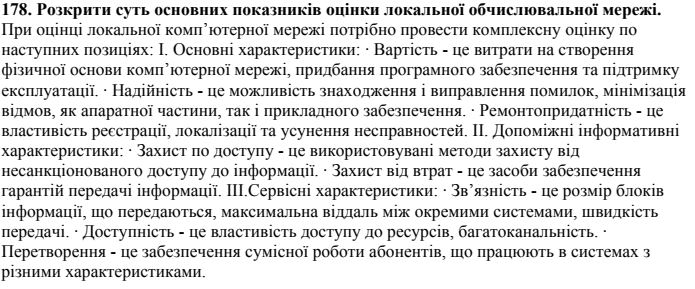 178. Розкрити суть основних показників оцінки локальної обчислювальної мережі.
При оцінці локальної комп’ютерної мережі потрібно провести комплексну оцінку по
наступних позиціях: І. Основні характеристики: · Вартість - це витрати на створення
фізичної основи комп’ютерної мережі, придбання програмного забезпечення та підтримку
експлуатації. · Надійність - це можливість знаходження і виправлення помилок, мінімізація
відмов, як апаратної частини, так і прикладного забезпечення. · Ремонтопридатність - це
властивість реєстрації, локалізації та усунення несправностей. ІІ. Допоміжні інформативні
характеристики: · Захист по доступу - це використовувані методи захисту від
несанкціонованого доступу до інформації. · Захист від втрат - це засоби забезпечення
гарантій передачі інформації. ІІІ.Сервісні характеристики: · Зв’язність - це розмір блоків
інформації, що передаються, максимальна віддаль між окремими системами, швидкість
передачі. · Доступність - це властивість доступу до ресурсів, багатоканальність. ·
Перетворення - це забезпечення сумісної роботи абонентів, що працюють в системах з
різними характеристиками.